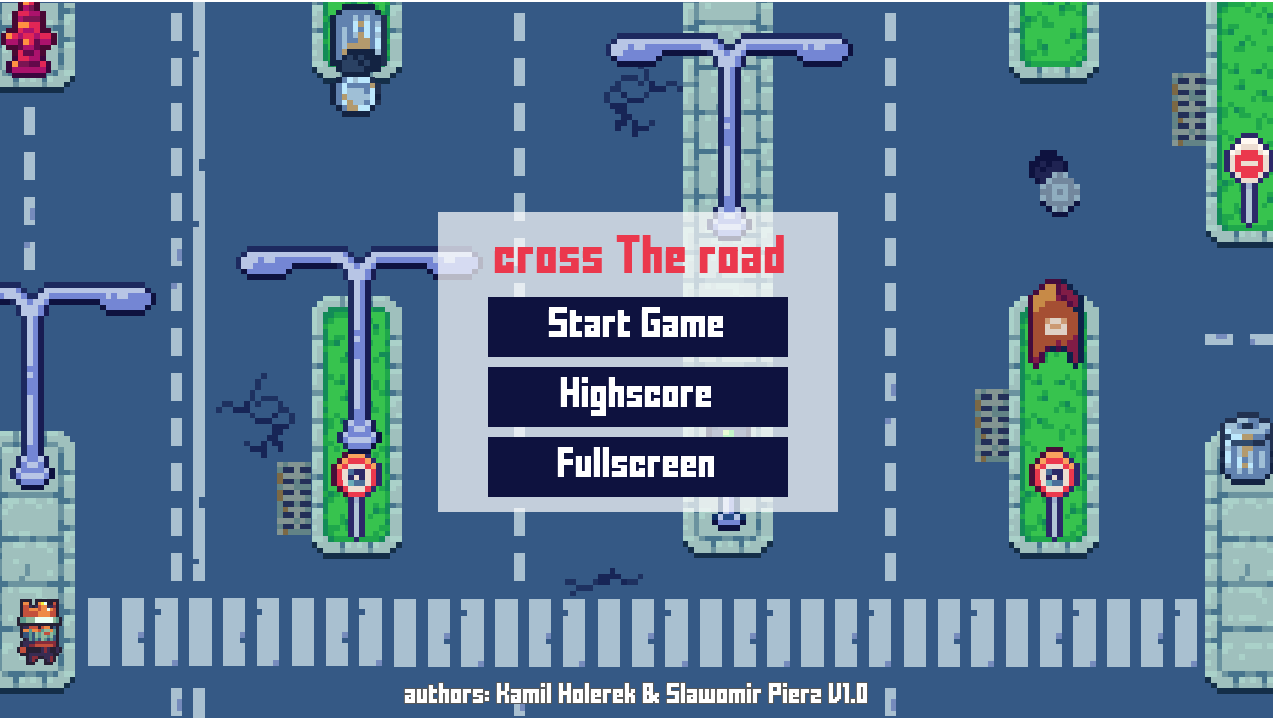 cross The road
Start Game
Highscore
Fullscreen
authors: Kamil Holerek & Slawomir Pierz V1.0